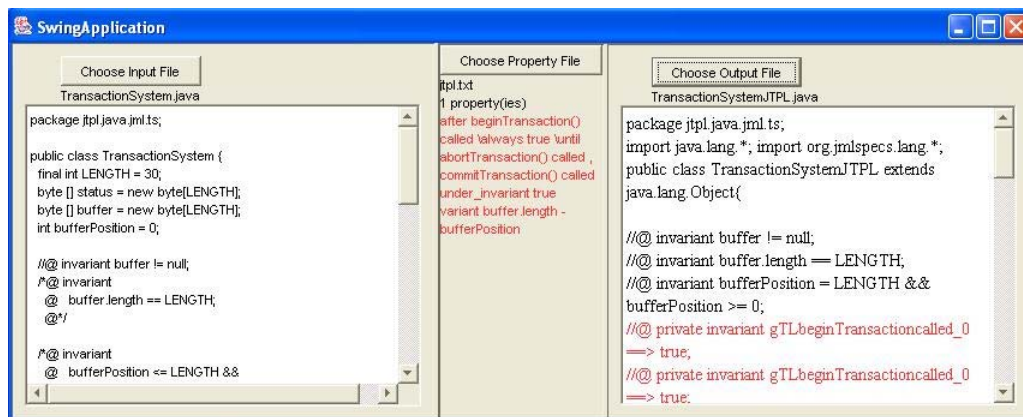 SwingApplication
Choose Input File
TransactionSystem.java
package jtpl.java.jml.ts;
public class TransactionSystem {
final int LENGTH = 30;
byte [] status = new byte[LENGTH];
byte [] buffer = new byte[LENGTH];
int bufferPosition = 0;
//@ invariant buffer != null;
/*@ invariant
@ buffer.length == LENGTH;
@*/
/*@ invariant
@ bufferPosition <= LENGTH &&
Choose Property File
jtpl.txt
1 property(ies)
after beginTransaction()
called \always true \until
abortTransaction() called ,
commitTransaction() called
under_invariant true
variant buffer.length -
bufferPosition
Choose Output File
TransactionSystemJTPL.java
package jtpl.java.jml.ts;
import java.lang.*; import org.jmlspecs.lang.*;
public class TransactionSystemJTPL extends
java.lang.Object{
//@ invariant buffer != null;
//@ invariant buffer.length == LENGTH;
//@ invariant bufferPosition = LENGTH &&
bufferPosition >= 0;
//@ private invariant gTLbeginTransactioncalled_0
==> true;
//@ private invariant gTLbeginTransactioncalled_0
==> true;